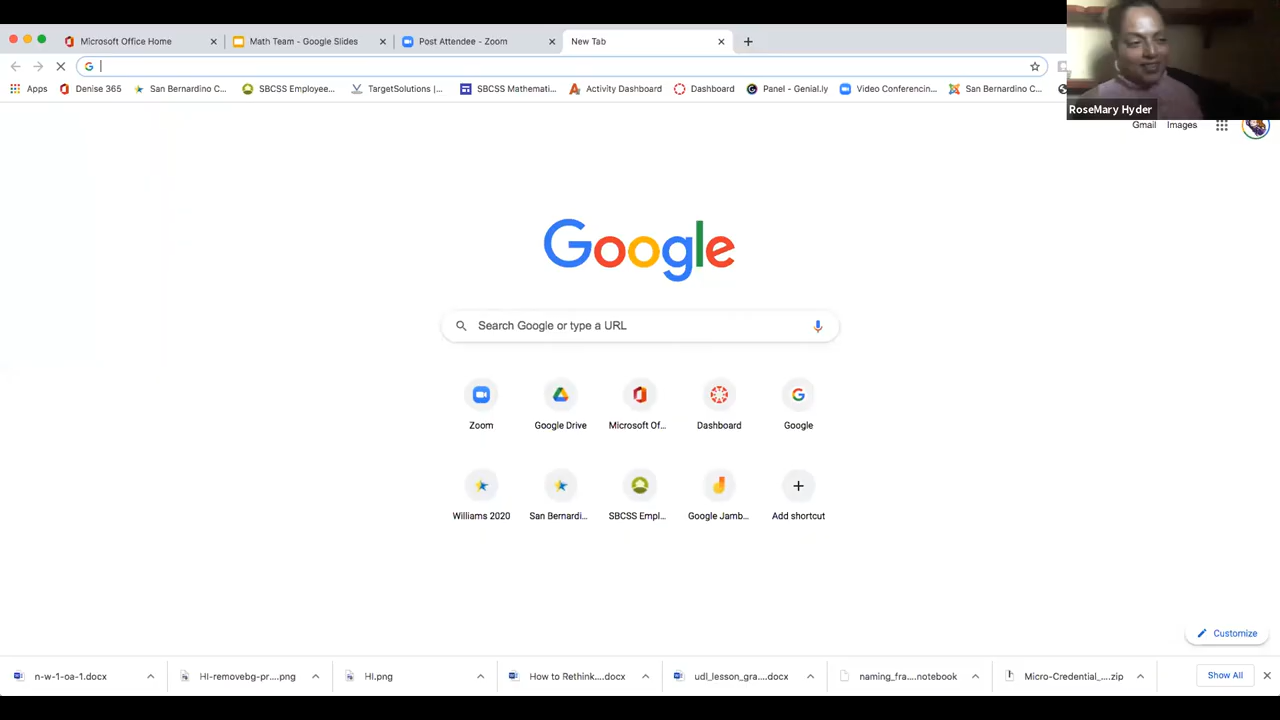 Microsoft Office Home
Math Team - Google Slides
Post Attendee - Zoom
New Tab
Apps
Denise 365
San Bernardino C...
SBCSS Employee...
TargetSolutions |...
SBCSS Mathemati...
Activity Dashboard
Dashboard
Panel - Genial.ly
Video Conferencin...
San Bernardino C...
RoseMary Hyder
Gmail
Images
Google
Search Google or type a URL
Zoom
Google Drive
Microsoft Of...
Dashboard
Google
Williams 2020
San Bernardi...
SBCSS Empl...
Google Jamb...
Add shortcut
Customize
n-w-1-oa-1.docx
HI-removebg-pr....png
HI.png
How to Rethink....docx
udl_lesson_gra....docx
naming_fra....notebook
Micro-Credential_....zip
Show All